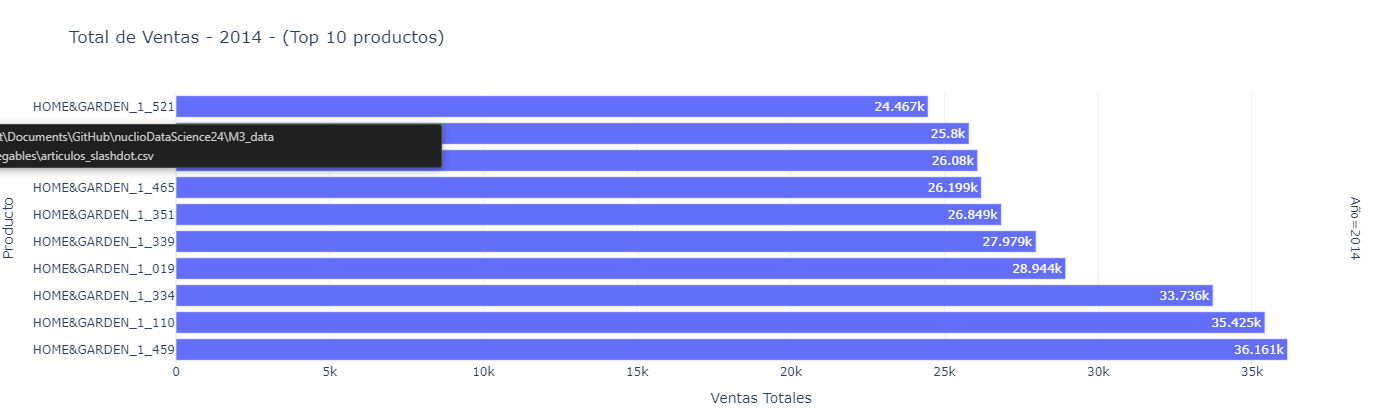 Total de Ventas - 2014 - (Top 10 productos)
HOME&GARDEN_1_521
24.467k
t\Documents\GitHub\nuclioDataScience24\M3_data
25.8k
egables\articulos_slashdot.csv
26.08k
HOME&GARDEN_1_465
26.199k
HOME&GARDEN_1_351
26.849k
HOME&GARDEN_1_339
27.979k
HOME&GARDEN_1_019
28.944k
HOME&GARDEN_1_334
33.736k
HOME&GARDEN_1_110
35.425k
HOME&GARDEN_1_459
36.161k
Producto
Año=2014
0 5k 10k 15k 20k 25k 30k 35k
Ventas Totales